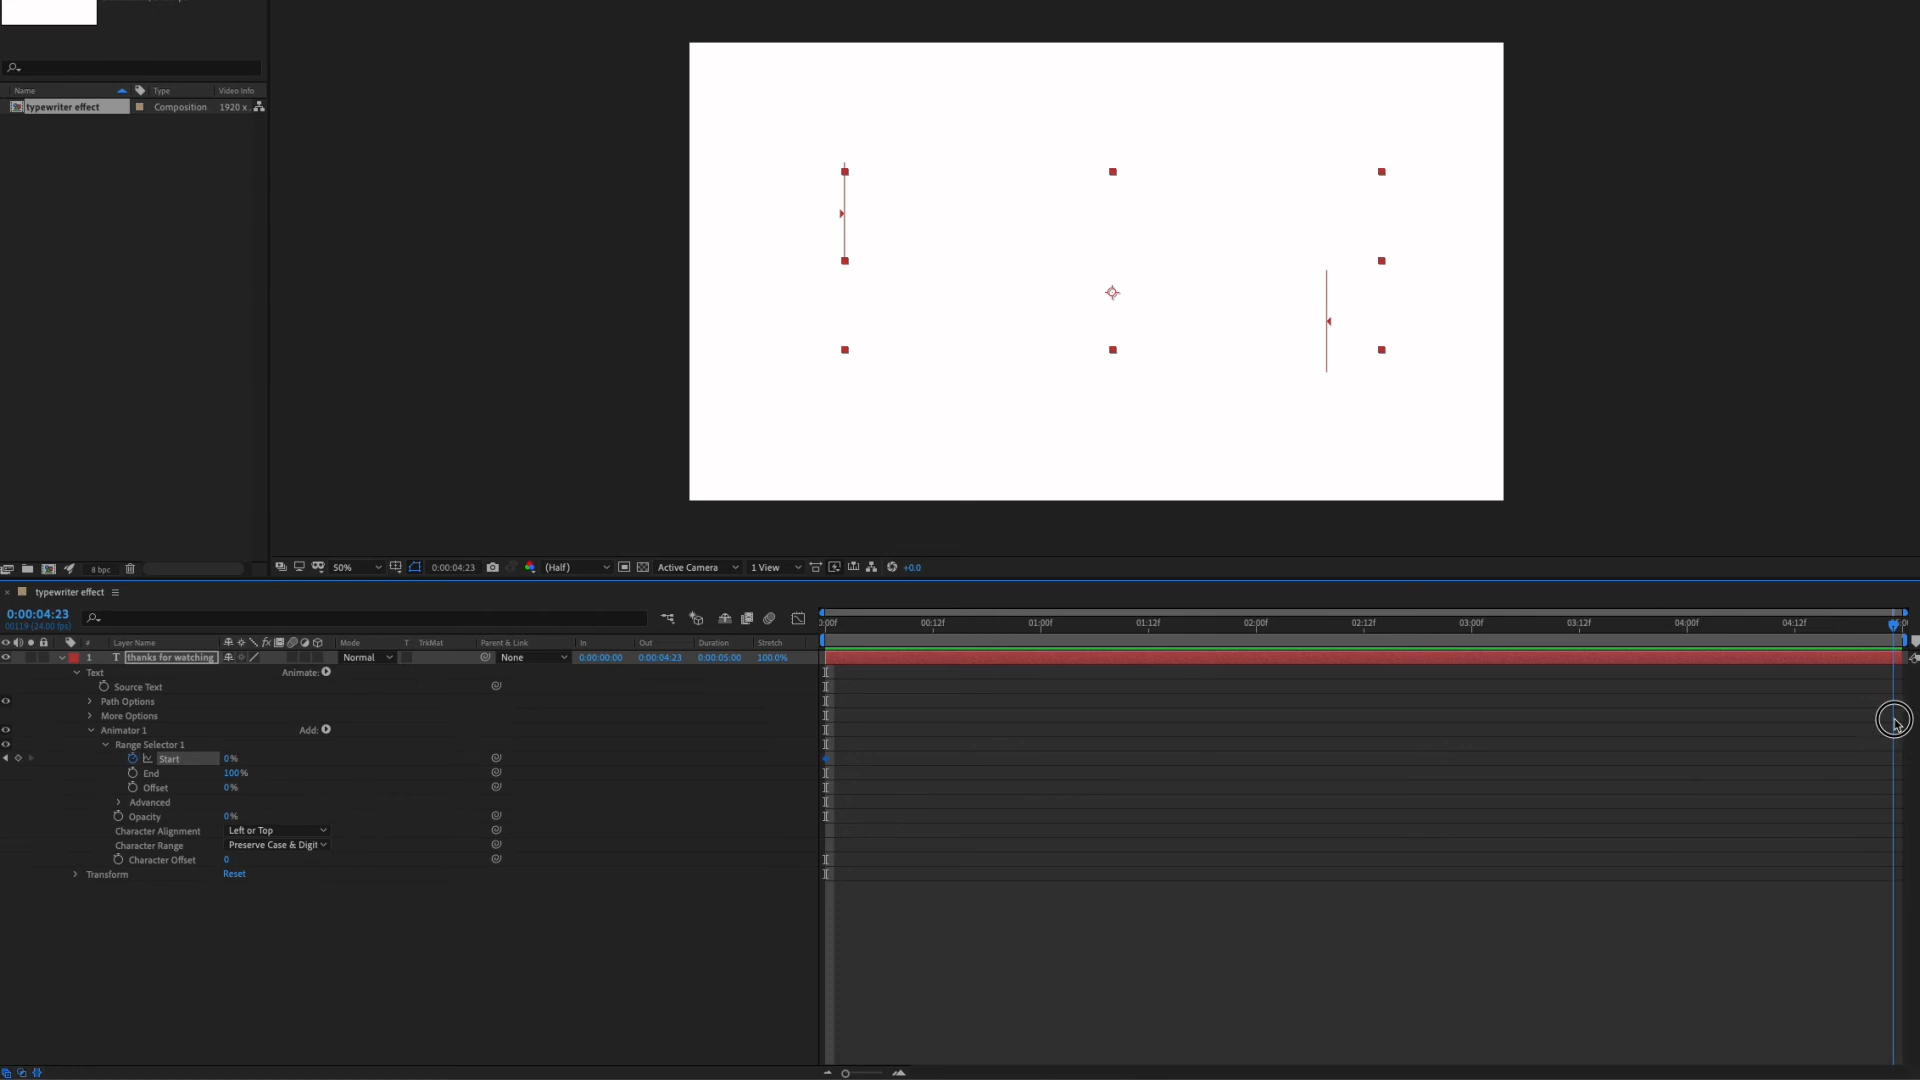 Name Type Video Info
typewriter effect Composition 1920 x
8 bpc
50% 0:00:04:23 (Half) Active Camera 1 View +0.0
typewriter effect
0:00:04:23
00119 (24.00 fps)
:00f 00:12f 01:00f 01:12f 02:00f 02:12f 03:00f 03:12f 04:00f 04:12f
# Layer Name Mode T TrkMat Parent & Link In Out Duration Stretch
1 T thanks for watching Normal None 0:00:00:00 0:00:04:23 0:00:05:00 100.0%
Text Animate:
Source Text
Path Options
More Options
Animator 1 Add:
Range Selector 1
Start 0%
End 100%
Offset 0%
Advanced
Opacity 0%
Character Alignment Left or Top
Character Range Preserve Case & Digit
Character Offset 0
Transform Reset